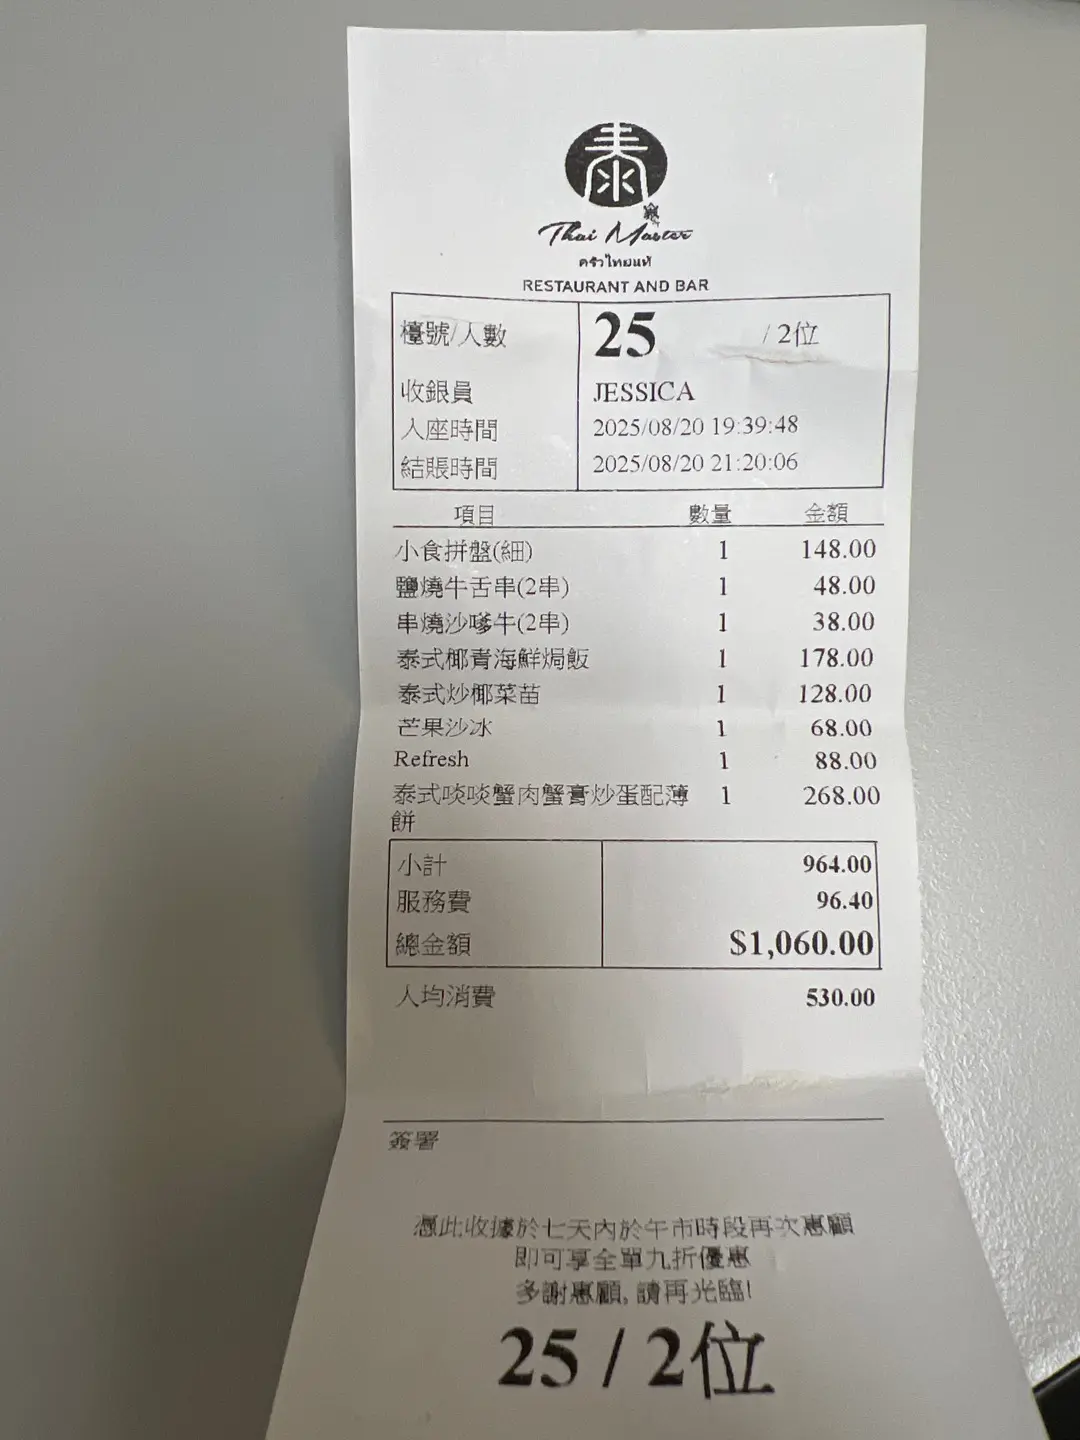 泰
Thai Master
ครัวไทยแท้
RESTAURANT AND BAR
檯號/人數 25 / 2位
收銀員 JESSICA
入座時間 2025/08/20 19:39:48
結賬時間 2025/08/20 21:20:06
項目 數量 金額
小食拼盤(細) 1 148.00
鹽燒牛舌串(2串) 1 48.00
串燒沙嗲牛(2串) 1 38.00
泰式椰青海鮮焗飯 1 178.00
泰式炒椰菜苗 1 128.00
芒果沙冰 1 68.00
Refresh 1 88.00
泰式啖啖蟹肉蟹膏炒蛋配薄 1 268.00
餅
小計 964.00
服務費 96.40
總金額 $1,060.00
人均消費 530.00
簽署
憑此收據於七天內於午市時段再次惠顧
即可享全單九折優惠
多謝惠顧, 請再光臨!
25 / 2位